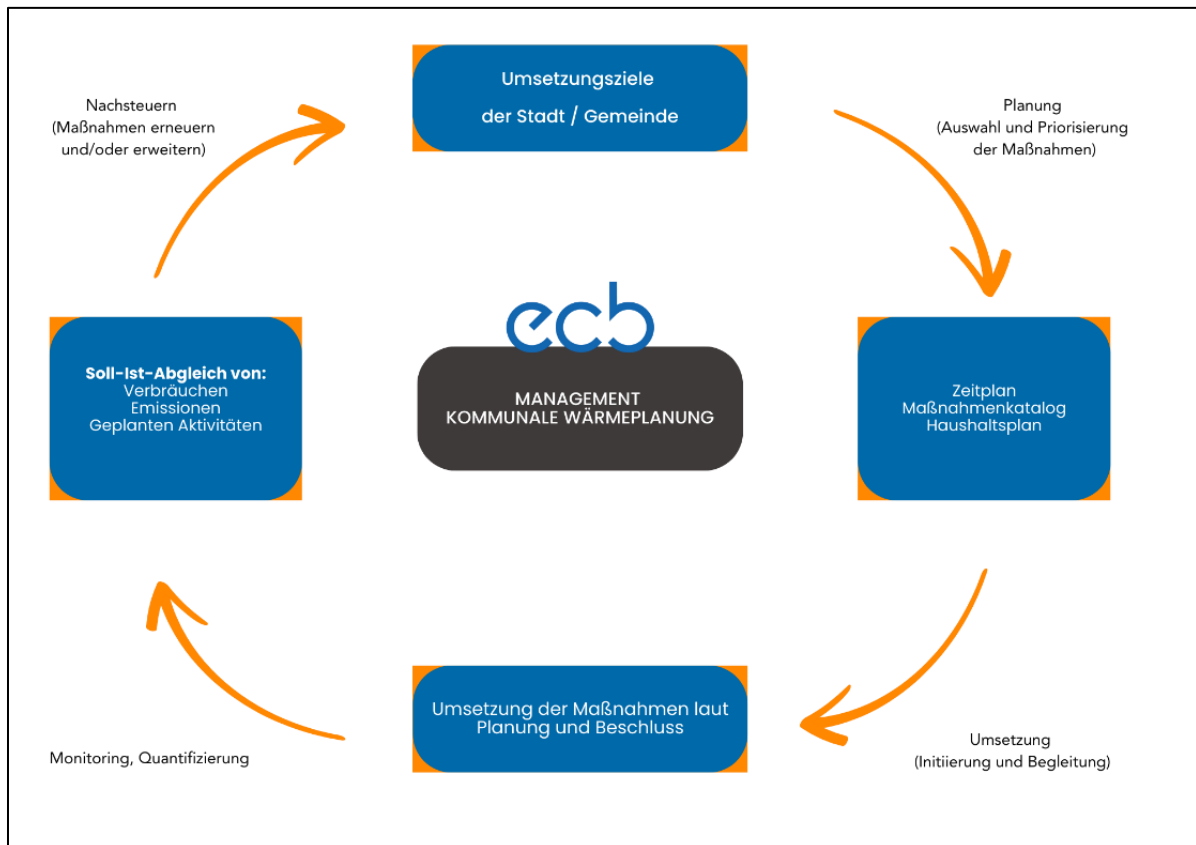 Umsetzungsziele
der Stadt / Gemeinde
Nachsteuern
(Maßnahmen erneuern
und/oder erweitern)
Planung
(Auswahl und Priorisierung
der Maßnahmen)
ecb
MANAGEMENT
KOMMUNALE WÄRMEPLANUNG
Soll-Ist-Abgleich von:
Verbräuchen
Emissionen
Geplanten Aktivitäten
Zeitplan
Maßnahmenkatalog
Haushaltsplan
Umsetzung der Maßnahmen laut
Planung und Beschluss
Monitoring, Quantifizierung
Umsetzung
(Initiierung und Begleitung)